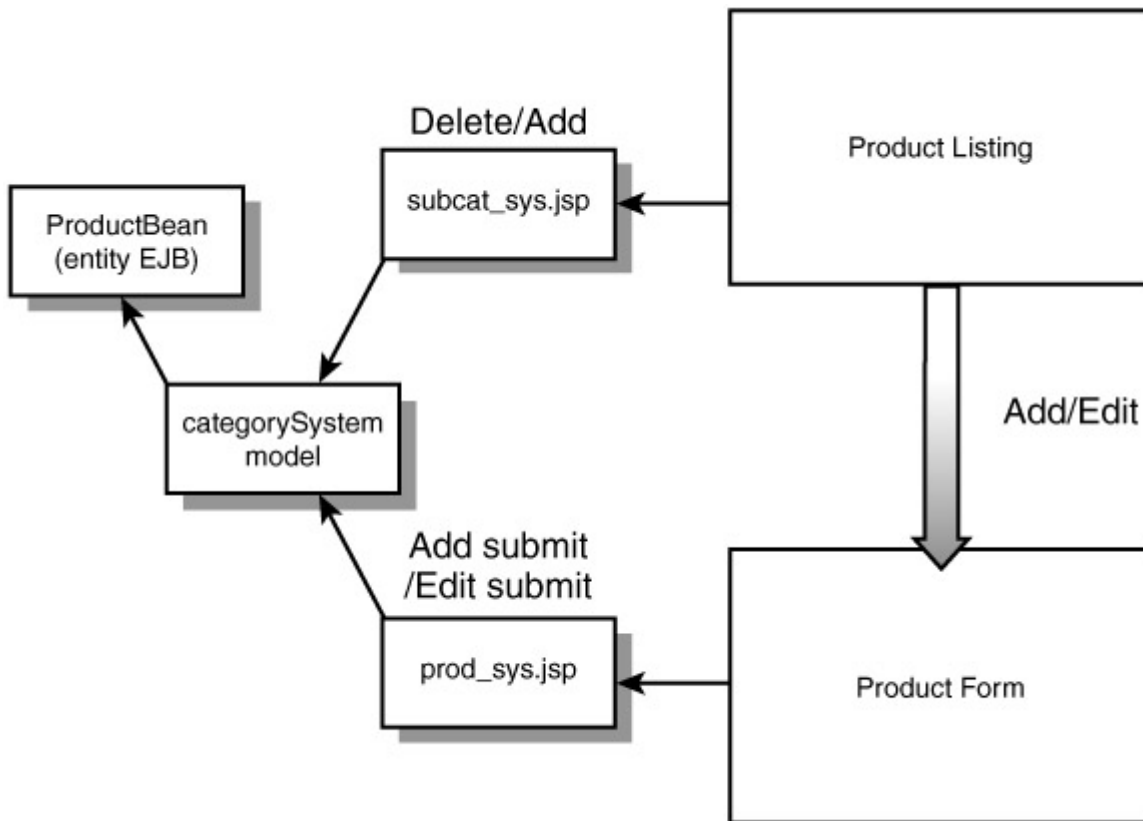 Product Listing
Delete/Add
subcat_sys.jsp
ProductBean
(entity EJB)
categorySystem
model
Add/Edit
Add submit
/Edit submit
prod_sys.jsp
Product Form